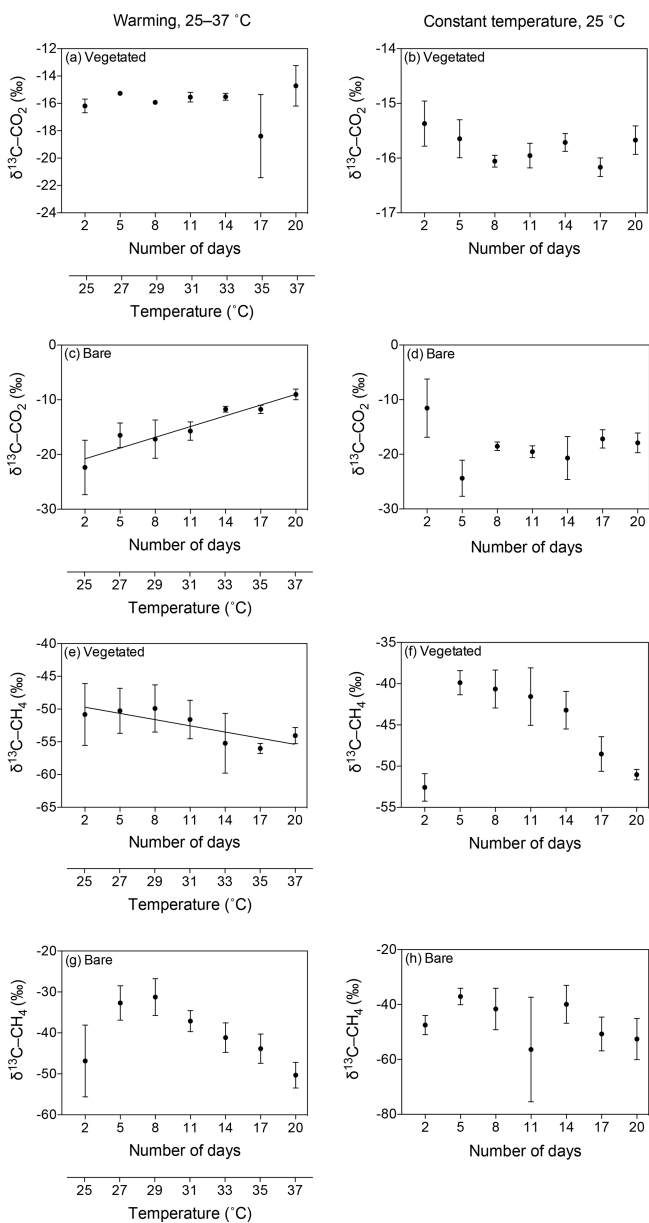 Warming, 25–37 ˚C
Constant temperature, 25 ˚C
(a) Vegetated
δ¹³C–CO₂ (‰)
-12
-14
-16
-18
-20
-22
-24
2 5 8 11 14 17 20
Number of days
25 27 29 31 33 35 37
Temperature (˚C)
(b) Vegetated
δ¹³C–CO₂ (‰)
-14
-15
-16
-17
2 5 8 11 14 17 20
Number of days
(c) Bare
δ¹³C–CO₂ (‰)
0
-10
-20
-30
2 5 8 11 14 17 20
Number of days
25 27 29 31 33 35 37
Temperature (˚C)
(d) Bare
δ¹³C–CO₂ (‰)
0
-10
-20
-30
2 5 8 11 14 17 20
Number of days
(e) Vegetated
δ¹³C–CH₄ (‰)
-40
-45
-50
-55
-60
-65
2 5 8 11 14 17 20
Number of days
25 27 29 31 33 35 37
Temperature (˚C)
(f) Vegetated
δ¹³C–CH₄ (‰)
-35
-40
-45
-50
-55
2 5 8 11 14 17 20
Number of days
(g) Bare
δ¹³C–CH₄ (‰)
-20
-30
-40
-50
-60
2 5 8 11 14 17 20
Number of days
25 27 29 31 33 35 37
Temperature (˚C)
(h) Bare
δ¹³C–CH₄ (‰)
-20
-40
-60
-80
2 5 8 11 14 17 20
Number of days